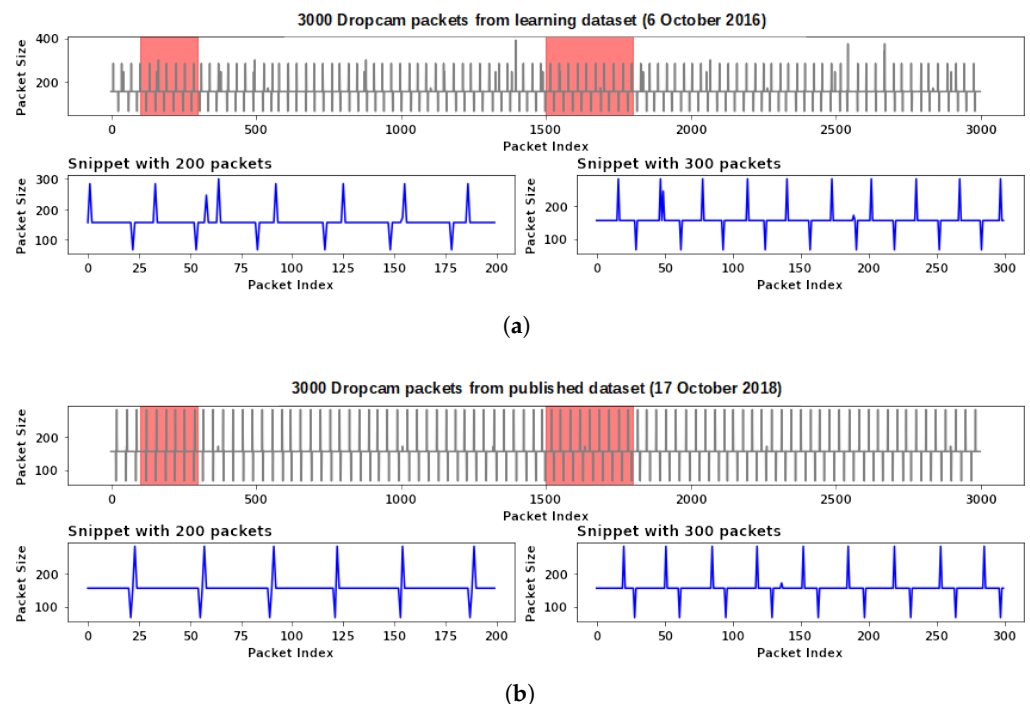 3000 Dropcam packets from learning dataset (6 October 2016)
Packet Size
400
200
0 500 1000 1500 2000 2500 3000
Packet Index
Snippet with 200 packets
Packet Size
300
200
100
0 25 50 75 100 125 150 175 200
Packet Index
Snippet with 300 packets
Packet Size
200
100
0 50 100 150 200 250 300
Packet Index
(a)
3000 Dropcam packets from published dataset (17 October 2018)
Packet Size
200
100
0 500 1000 1500 2000 2500 3000
Packet Index
Snippet with 200 packets
Packet Size
200
100
0 25 50 75 100 125 150 175 200
Packet Index
Snippet with 300 packets
Packet Size
200
100
0 50 100 150 200 250 300
Packet Index
(b)